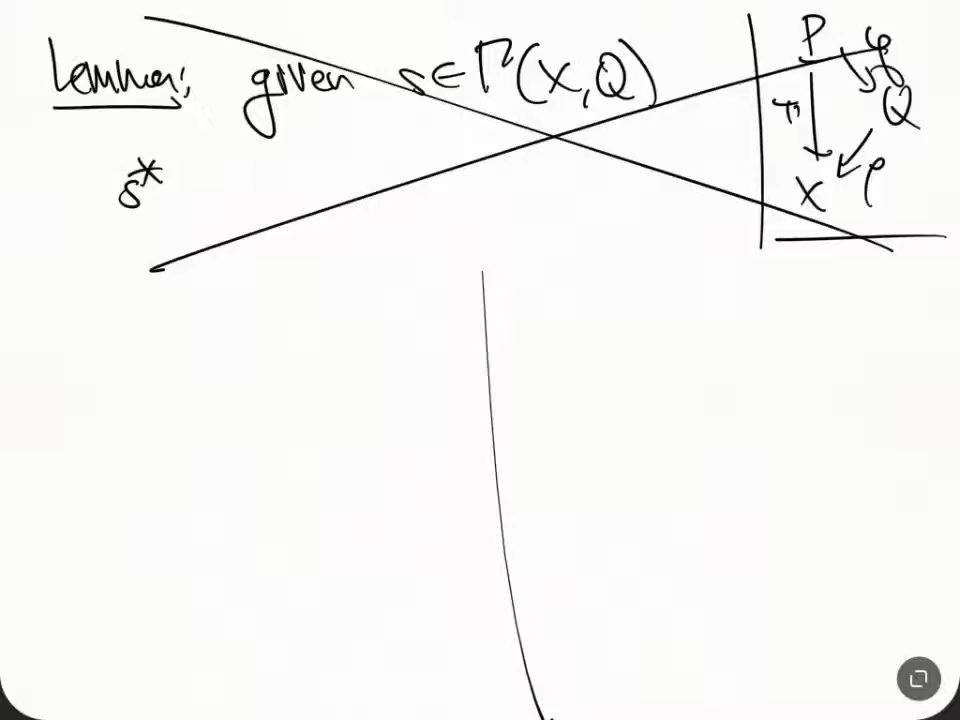 Lemma: given s ∈ Γ(X, Q)
s*
P φ
π Q
X ρ